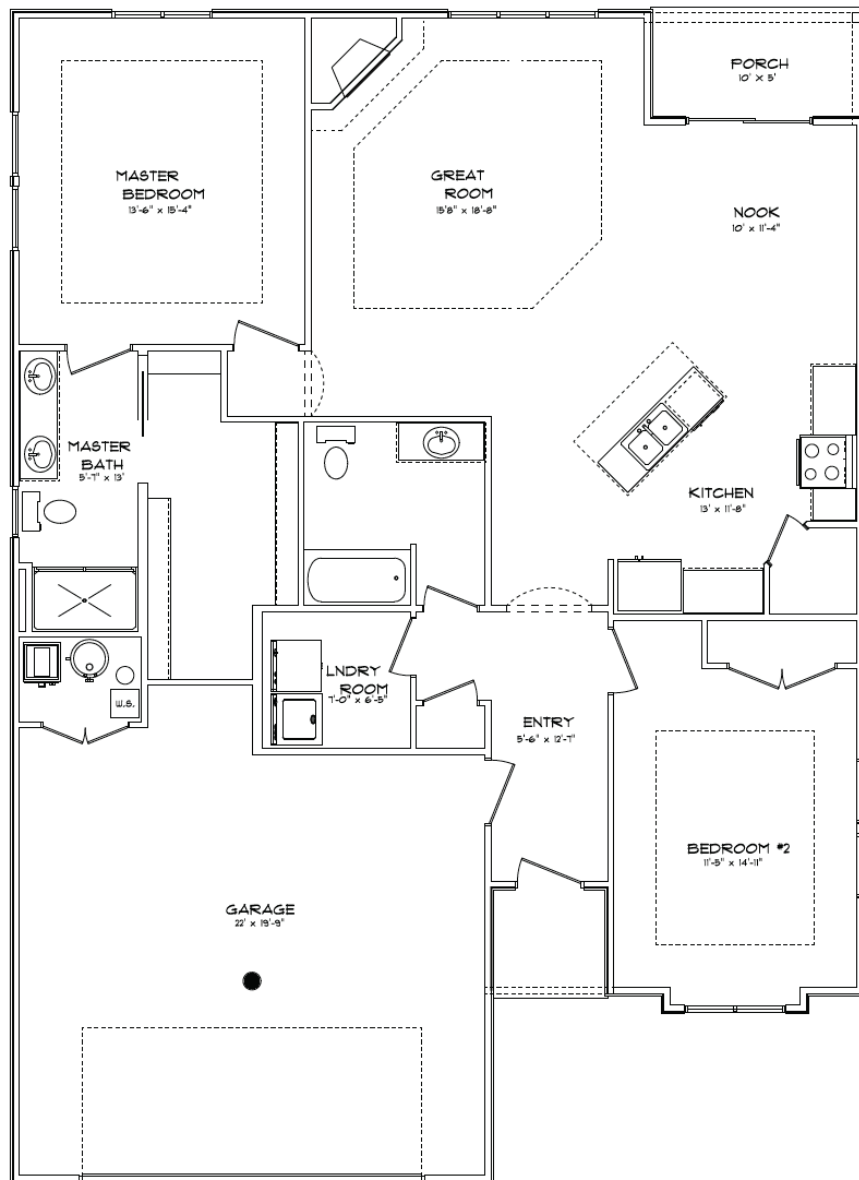 PORCH
10' X 5'
MASTER
BEDROOM
13'-6" x 15'-4"
GREAT
ROOM
15'8" x 18'-8"
NOOK
10' x 11'-4"
MASTER
BATH
5'-7" x 13'
KITCHEN
13' x 11'-8"
LNDRY
ROOM
7'-0" x 6'-5"
W.S.
ENTRY
5'-6" x 12'-7"
BEDROOM #2
11'-5" x 14'-11"
GARAGE
22' x 19'-9"